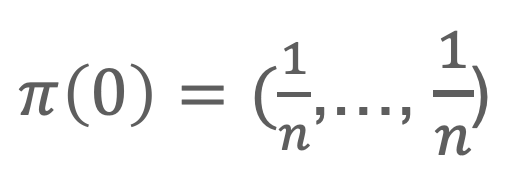 π(0) = (1/n,..., 1/n)